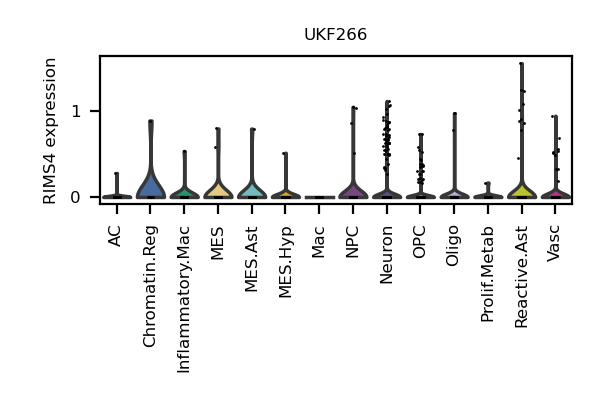 UKF266
RIMS4 expression
1
0
AC
Chromatin.Reg
Inflammatory.Mac
MES
MES.Ast
MES.Hyp
Mac
NPC
Neuron
OPC
Oligo
Prolif.Metab
Reactive.Ast
Vasc